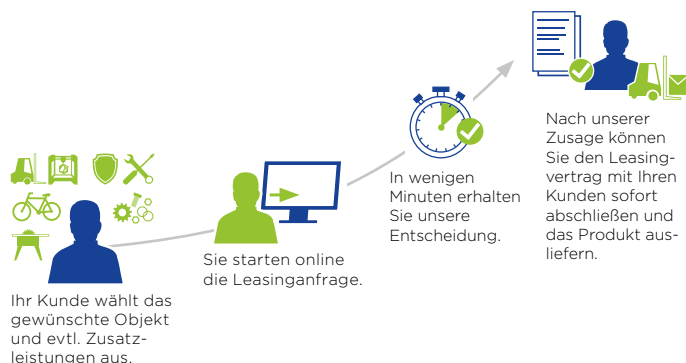 Ihr Kunde wählt das
gewünschte Objekt
und evtl. Zusatz-
leistungen aus.
Sie starten online
die Leasinganfrage.
In wenigen
Minuten erhalten
Sie unsere
Entscheidung.
Nach unserer
Zusage können
Sie den Leasing-
vertrag mit Ihren
Kunden sofort
abschließen und
das Produkt aus-
liefern.